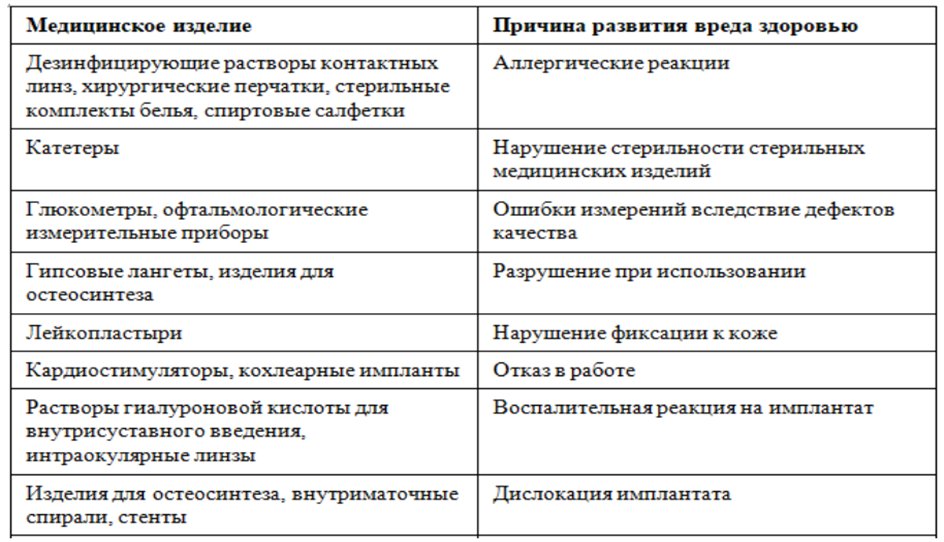 Медицинское изделие
Причина развития вреда здоровью
Дезинфицирующие растворы контактных
линз, хирургические перчатки, стерильные
комплекты белья, спиртовые салфетки
Аллергические реакции
Катетеры
Нарушение стерильности стерильных
медицинских изделий
Глюкометры, офтальмологические
измерительные приборы
Ошибки измерений вследствие дефектов
качества
Гипсовые лангеты, изделия для
остеосинтеза
Разрушение при использовании
Лейкопластыри
Нарушение фиксации к коже
Кардиостимуляторы, кохлеарные импланты
Отказ в работе
Растворы гиалуроновой кислоты для
внутрисуставного введения,
интраокулярные линзы
Воспалительная реакция на имплантат
Изделия для остеосинтеза, внутриматочные
спирали, стенты
Дислокация имплантата